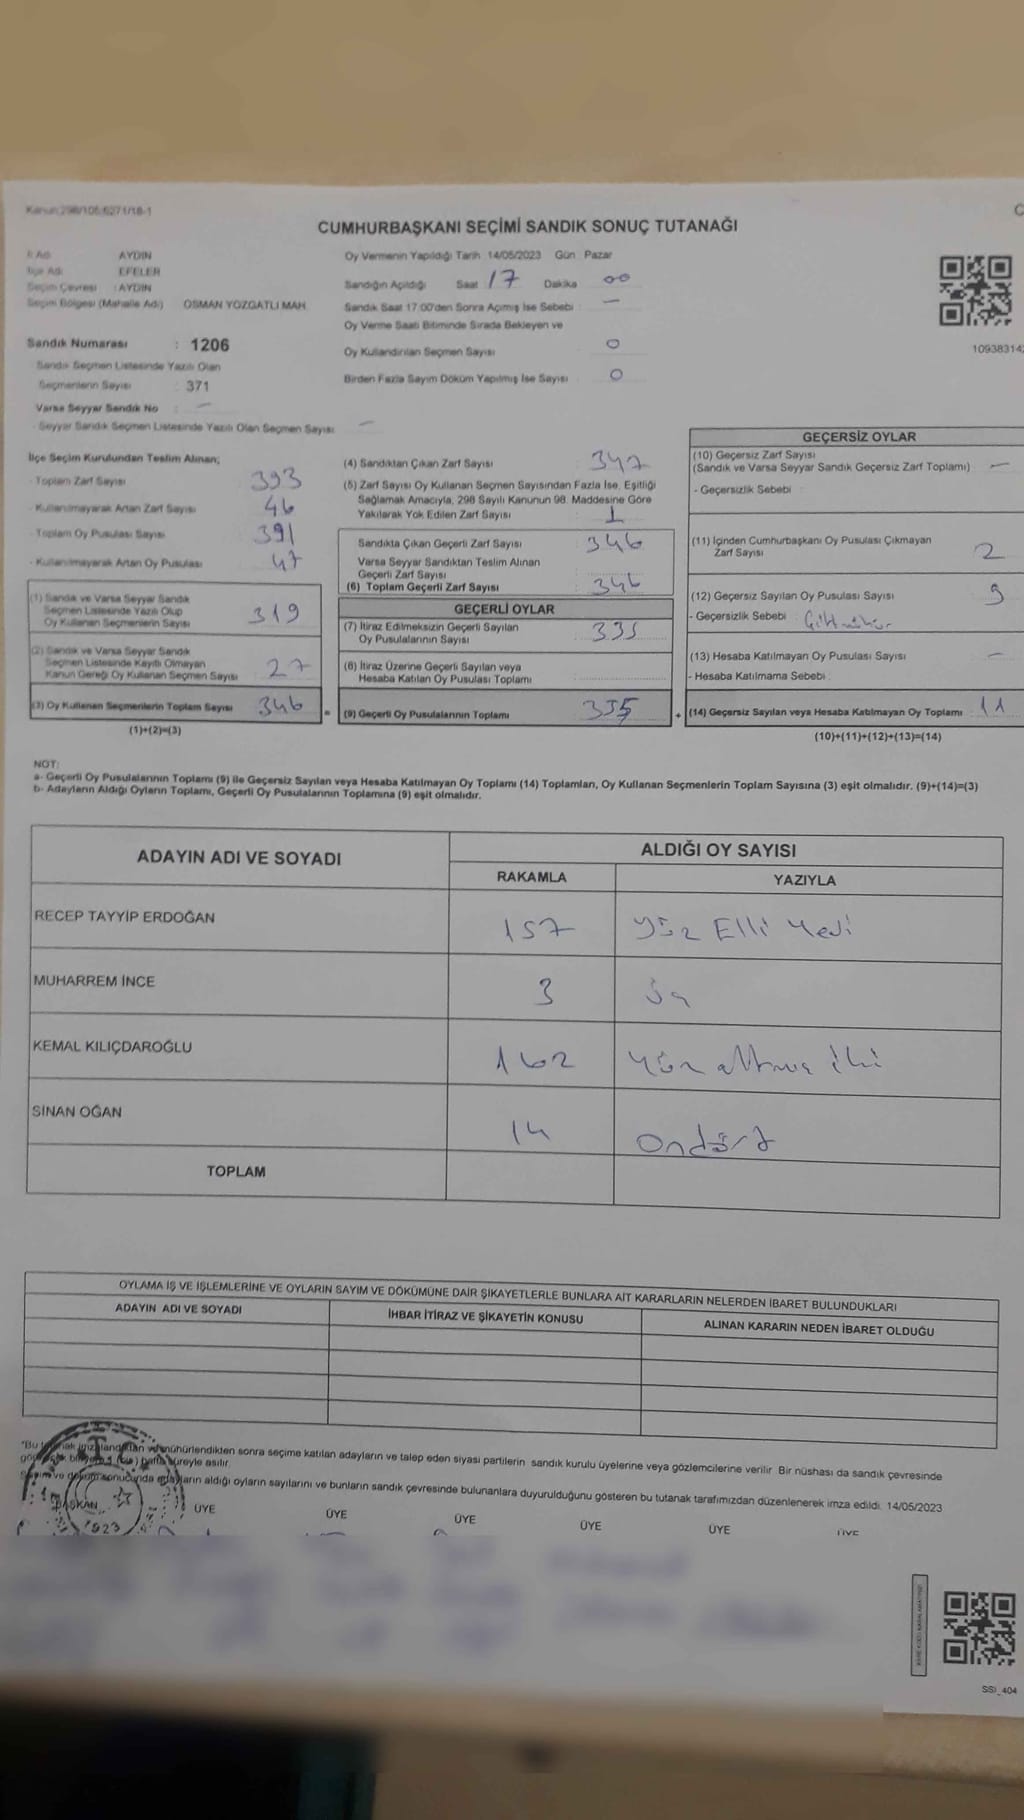 Kanun:298/105;6271/18-1
CUMHURBAŞKANI SEÇİMİ SANDIK SONUÇ TUTANAĞI
İl Adı AYDIN
İlçe Adı EFELER
Seçim Çevresi : AYDIN
Seçim Bölgesi (Mahalle Adı) OSMAN YOZGATLI MAH.
Sandık Numarası : 1206
Sandık Seçmen Listesinde Yazılı Olan
Seçmenlerin Sayısı : 371
Varsa Seyyar Sandık No : —
- Seyyar Sandık Seçmen Listesinde Yazılı Olan Seçmen Sayısı: —
Oy Vermenin Yapıldığı Tarih 14/05/2023 Gün Pazar
Sandığın Açıldığı Saat 17 Dakika 00
Sandık Saat 17:00'den Sonra Açımış İse Sebebi : —
Oy Verme Saati Bitiminde Sırada Bekleyen ve
Oy Kullandırılan Seçmen Sayısı 0
Birden Fazla Sayım Döküm Yapılmış İse Sayısı : 0
10938314
İlçe Seçim Kurulundan Teslim Alınan;
- Toplam Zarf Sayısı 393
- Kullanılmayarak Artan Zarf Sayısı 46
- Toplam Oy Pusulası Sayısı 391
- Kullanılmayarak Artan Oy Pusulası 47
(1) Sandık ve Varsa Seyyar Sandık
Seçmen Listesinde Yazılı Olup
Oy Kullanan Seçmenlerin Sayısı 319
(2) Sandık ve Varsa Seyyar Sandık
Seçmen Listesinde Kayıtlı Olmayan
Kanun Gereği Oy Kullanan Seçmen Sayısı 27
(3) Oy Kullanan Seçmenlerin Toplam Sayısı 346 =
(1)+(2)=(3)
(4) Sandıktan Çıkan Zarf Sayısı 347
(5) Zarf Sayısı Oy Kullanan Seçmen Sayısından Fazla İse, Eşitliği
Sağlamak Amacıyla, 298 Sayılı Kanunun 98. Maddesine Göre
Yakılarak Yok Edilen Zarf Sayısı 1
Sandıkta Çıkan Geçerli Zarf Sayısı 346
Varsa Seyyar Sandıktan Teslim Alınan
Geçerli Zarf Sayısı
(6) Toplam Geçerli Zarf Sayısı 346
GEÇERLİ OYLAR
(7) İtiraz Edilmeksizin Geçerli Sayılan
Oy Pusulalarının Sayısı 335
(8) İtiraz Üzerine Geçerli Sayılan veya
Hesaba Katılan Oy Pusulası Toplamı
(9) Geçerli Oy Pusulalarının Toplamı 335 +
GEÇERSİZ OYLAR
(10) Geçersiz Zarf Sayısı
(Sandık ve Varsa Seyyar Sandık Geçersiz Zarf Toplamı) —
- Geçersizlik Sebebi :
(11) İçinden Cumhurbaşkanı Oy Pusulası Çıkmayan
Zarf Sayısı 2
(12) Geçersiz Sayılan Oy Pusulası Sayısı 9
- Geçersizlik Sebebi :
(13) Hesaba Katılmayan Oy Pusulası Sayısı —
- Hesaba Katılmama Sebebi :
(14) Geçersiz Sayılan veya Hesaba Katılmayan Oy Toplamı 11
(10)+(11)+(12)+(13)=(14)
NOT:
a- Geçerli Oy Pusulalarının Toplamı (9) ile Geçersiz Sayılan veya Hesaba Katılmayan Oy Toplamı (14) Toplamları, Oy Kullanan Seçmenlerin Toplam Sayısına (3) eşit olmalıdır. (9)+(14)=(3)
b- Adayların Aldığı Oyların Toplamı, Geçerli Oy Pusulalarının Toplamına (9) eşit olmalıdır.
ADAYIN ADI VE SOYADI ALDIĞI OY SAYISI
RAKAMLA YAZIYLA
RECEP TAYYİP ERDOĞAN 157 Yüz Elli Yedi
MUHARREM İNCE 3 üç
KEMAL KILIÇDAROĞLU 162 Yüz altmış iki
SİNAN OĞAN 14 Ondört
TOPLAM
OYLAMA İŞ VE İŞLEMLERİNE VE OYLARIN SAYIM VE DÖKÜMÜNE DAİR ŞİKAYETLERLE BUNLARA AİT KARARLARIN NELERDEN İBARET BULUNDUKLARI
ADAYIN ADI VE SOYADI İHBAR İTİRAZ VE ŞİKAYETİN KONUSU ALINAN KARARIN NEDEN İBARET OLDUĞU
"Bu tutanak imzalandıktan ve mühürlendikten sonra seçime katılan adayların ve talep eden siyasi partilerin sandık kurulu üyelerine veya gözlemcilerine verilir. Bir nüshası da sandık çevresinde
görülecek bir yere 1 (bir) hafta süreyle asılır.
Sayım ve döküm sonucunda adayların aldığı oyların sayılarını ve bunların sandık çevresinde bulunanlara duyurulduğunu gösteren bu tutanak tarafımızdan düzenlenerek imza edildi. 14/05/2023
BAŞKAN ÜYE ÜYE ÜYE ÜYE ÜYE ÜYE
T.C.
1923
SSI_404